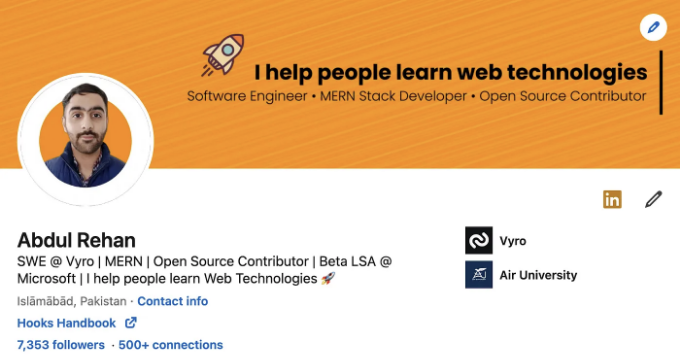 I help people learn web technologies
Software Engineer • MERN Stack Developer • Open Source Contributor
in
Abdul Rehan
SWE @ Vyro | MERN | Open Source Contributor | Beta LSA @
Microsoft | I help people learn Web Technologies 🚀
Islāmābād, Pakistan · Contact info
Hooks Handbook
7,353 followers · 500+ connections
Vyro
Air University